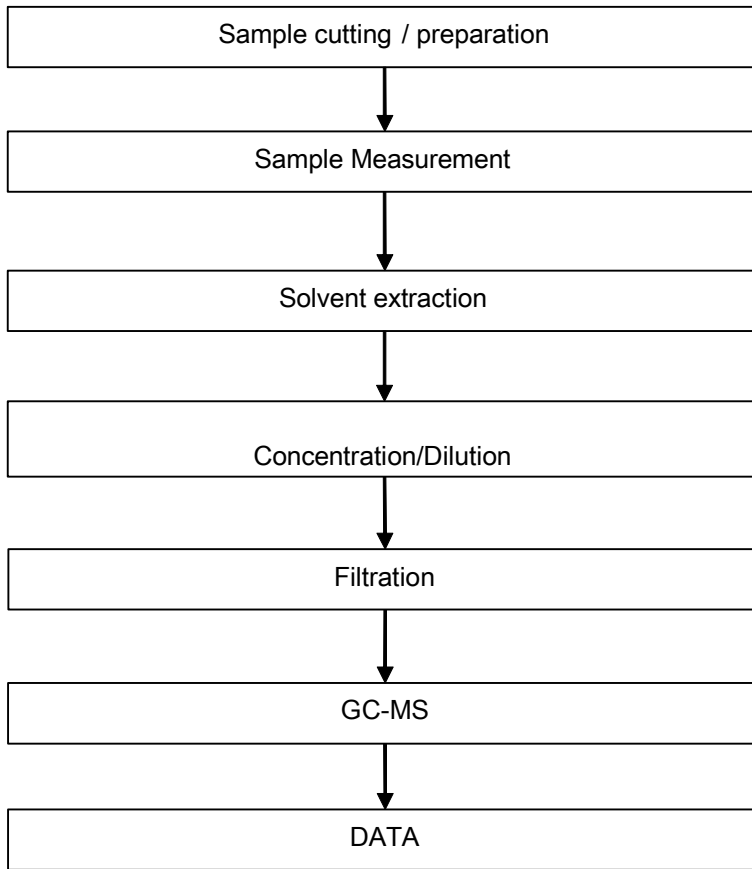 Sample cutting / preparation
Sample Measurement
Solvent extraction
Concentration/Dilution
Filtration
GC-MS
DATA